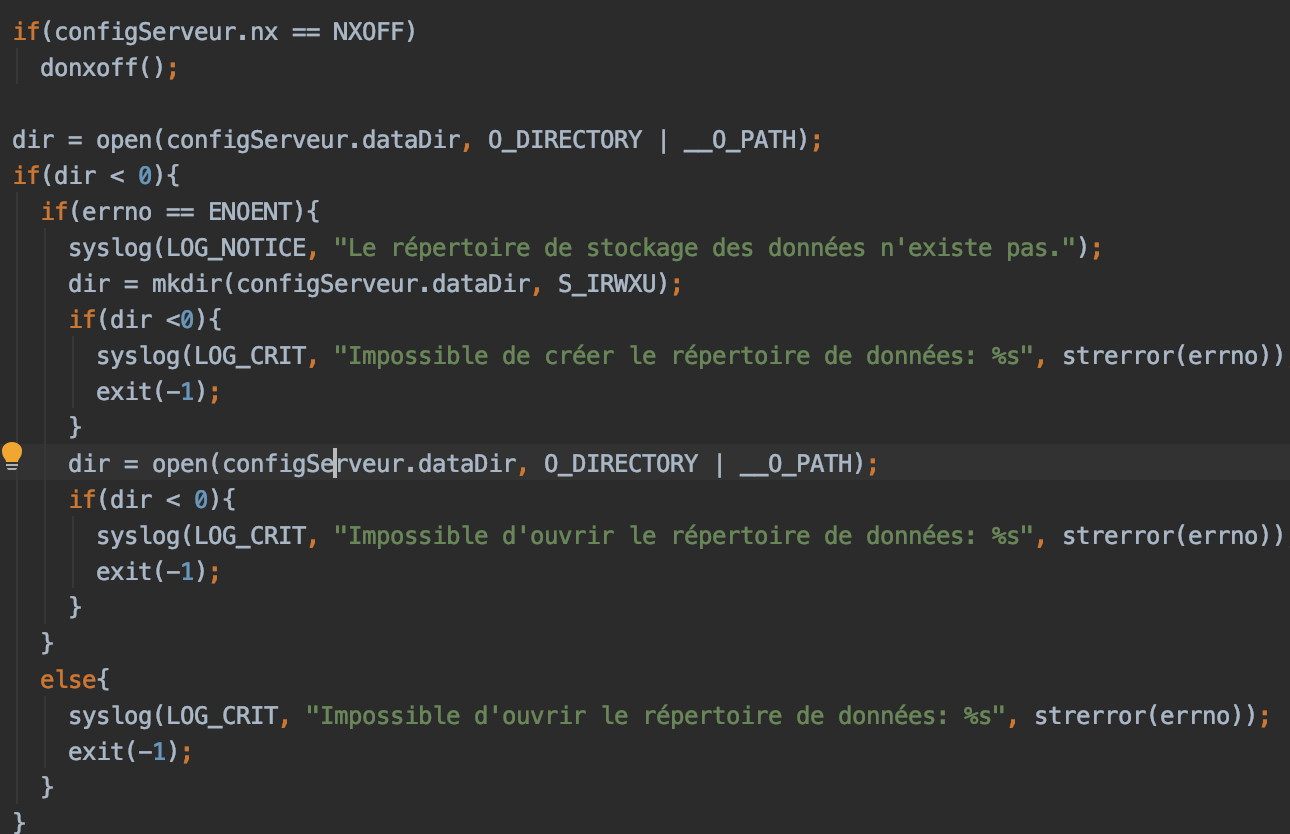 if(configServeur.nx == NXOFF)
donxoff();
dir = open(configServeur.dataDir, O_DIRECTORY | __O_PATH);
if(dir < 0){
if(errno == ENOENT){
syslog(LOG_NOTICE, "Le répertoire de stockage des données n'existe pas.");
dir = mkdir(configServeur.dataDir, S_IRWXU);
if(dir <0){
syslog(LOG_CRIT, "Impossible de créer le répertoire de données: %s", strerror(errno))
exit(-1);
}
dir = open(configServeur.dataDir, O_DIRECTORY | __O_PATH);
if(dir < 0){
syslog(LOG_CRIT, "Impossible d'ouvrir le répertoire de données: %s", strerror(errno))
exit(-1);
}
}
else{
syslog(LOG_CRIT, "Impossible d'ouvrir le répertoire de données: %s", strerror(errno));
exit(-1);
}
}